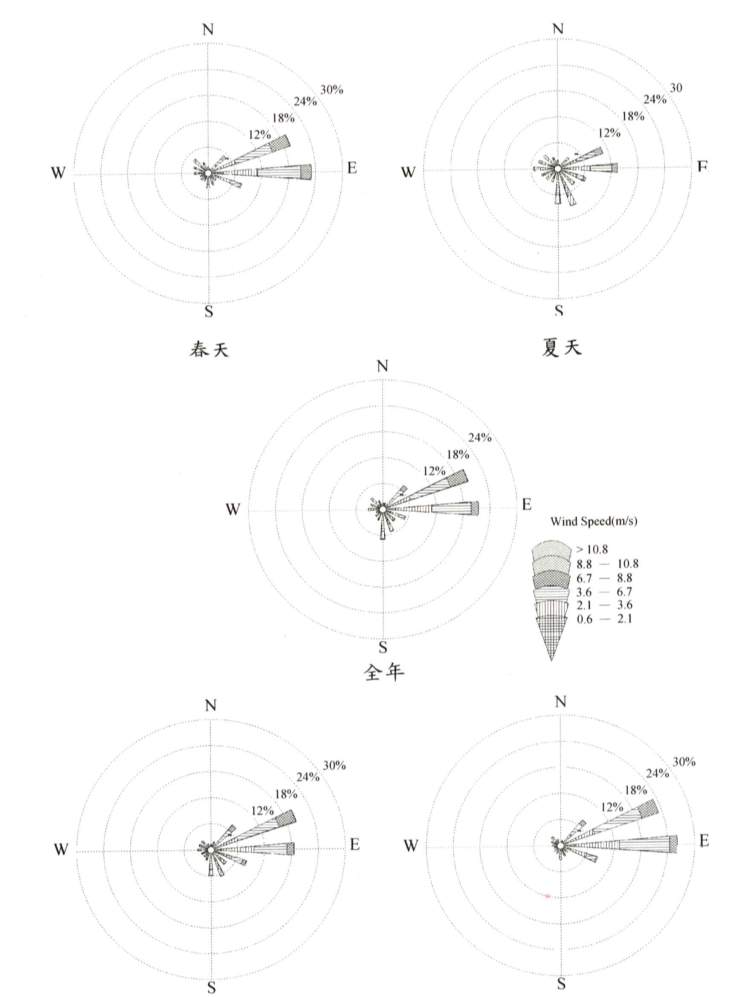 N
30%
24%
18%
12%
W
E
S
春天
N
30
24%
18%
12%
W
F
S
夏天
N
24%
18%
12%
W
E
S
全年
Wind Speed(m/s)
> 10.8
8.8 — 10.8
6.7 — 8.8
3.6 — 6.7
2.1 — 3.6
0.6 — 2.1
N
30%
24%
18%
12%
W
E
S
N
30%
24%
18%
12%
W
E
S